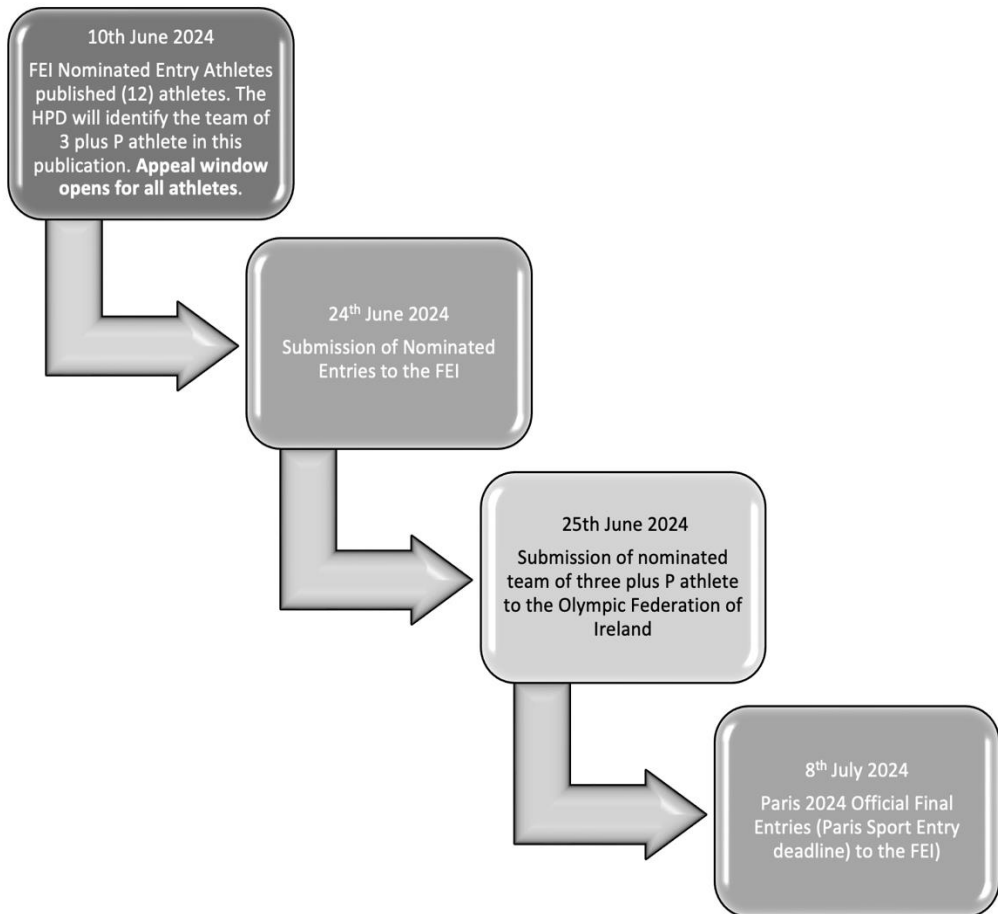 10th June 2024
FEI Nominated Entry Athletes
published (12) athletes. The
HPD will identify the team of
3 plus P athlete in this
publication. Appeal window
opens for all athletes.
24th June 2024
Submission of Nominated
Entries to the FEI
25th June 2024
Submission of nominated
team of three plus P athlete
to the Olympic Federation of
Ireland
8th July 2024
Paris 2024 Official Final
Entries (Paris Sport Entry
deadline) to the FEI)